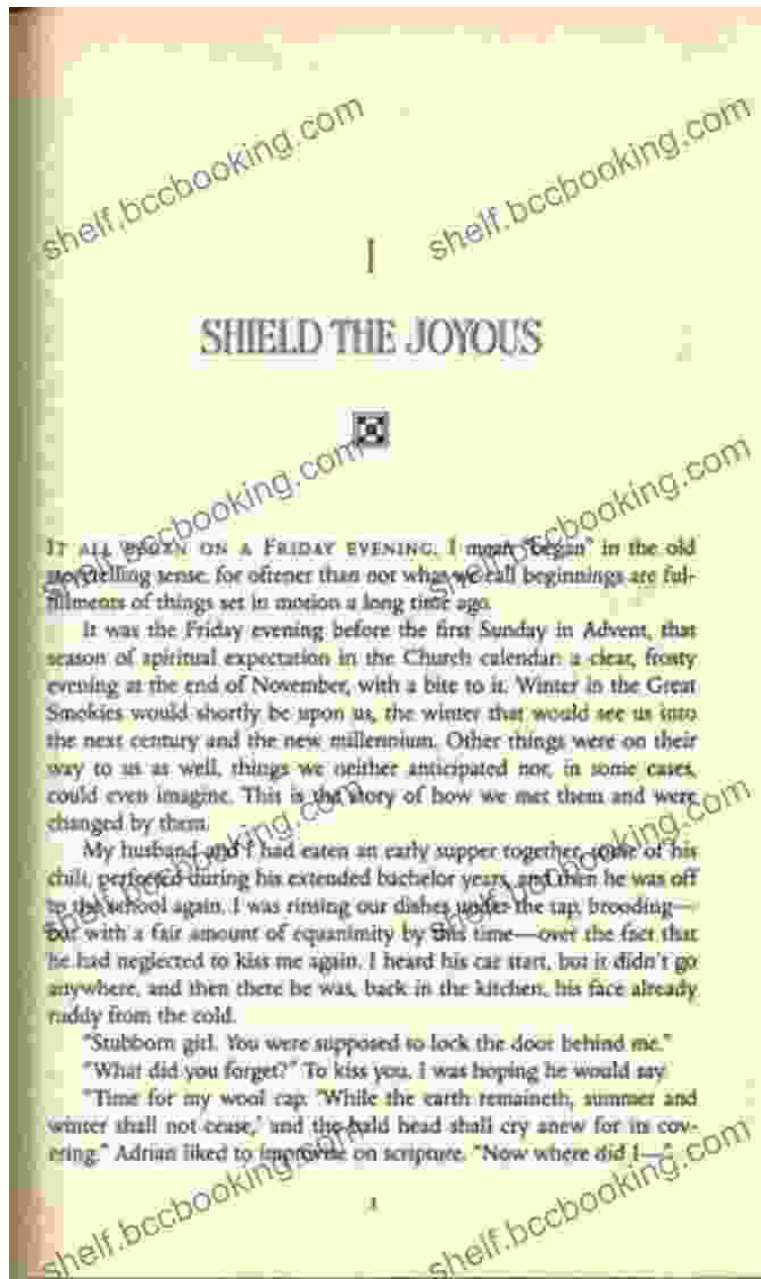 shelf.bccbooking.com
shelf.bccbooking.com
I
SHIELD THE JOYOUS
shelf.bccbooking.com
shelf.bccbooking.com
IT ALL BEGAN ON A FRIDAY EVENING. I mean "began" in the old
storytelling sense, for oftener than not what we call beginnings are ful-
fillments of things set in motion a long time ago.
It was the Friday evening before the first Sunday in Advent, that
season of spiritual expectation in the Church calendar: a clear, frosty
evening at the end of November, with a bite to it. Winter in the Great
Smokies would shortly be upon us, the winter that would see us into
the next century and the new millennium. Other things were on their
way to us as well, things we neither anticipated nor, in some cases,
could even imagine. This is the story of how we met them and were
changed by them.
shelf.bccbooking.com
shelf.bccbooking.com
My husband and I had eaten an early supper together, some of his
chili, perfected during his extended bachelor years, and then he was off
to the school again. I was rinsing our dishes under the tap, brooding—
but with a fair amount of equanimity by this time—over the fact that
he had neglected to kiss me again. I heard his car start, but it didn't go
anywhere, and then there he was, back in the kitchen, his face already
ruddy from the cold.
"Stubborn girl. You were supposed to lock the door behind me."
"What did you forget?" To kiss you, I was hoping he would say.
"Time for my wool cap. 'While the earth remaineth, summer and
winter shall not cease,' and the bald head shall cry anew for its cov-
ering." Adrian liked to improvise on scripture. "Now where did I—"
1
shelf.bccbooking.com
shelf.bccbooking.com